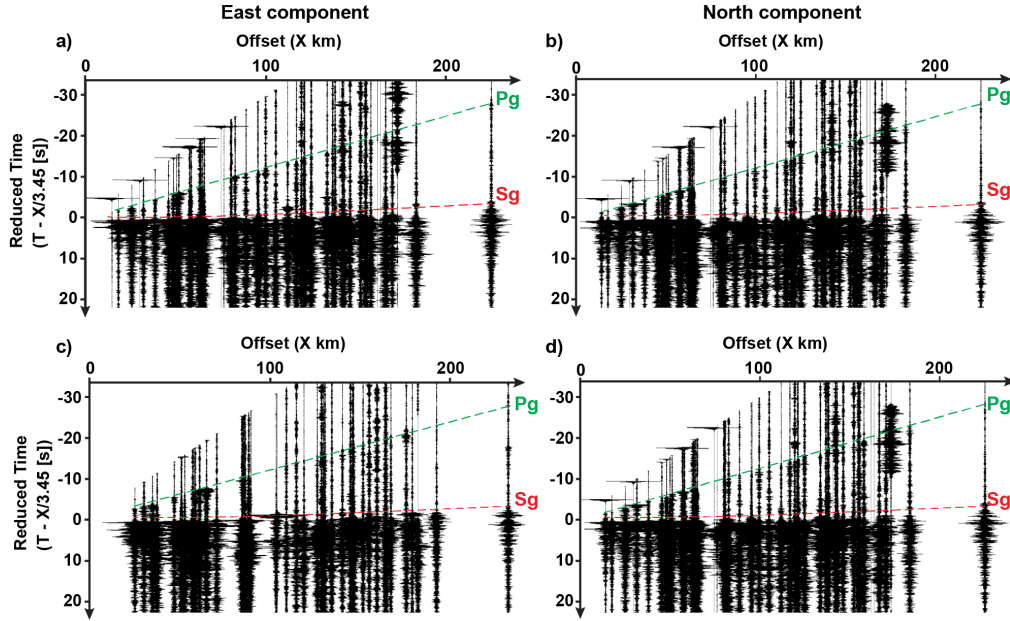 East component
North component
a)
Offset (X km)
b)
Offset (X km)
0
100
200
0
100
200
-30
-20
-10
0
10
20
Reduced Time
(T - X/3.45 [s])
Pg
Sg
-30
-20
-10
0
10
20
Pg
Sg
c)
Offset (X km)
d)
Offset (X km)
0
100
200
0
100
200
-30
-20
-10
0
10
20
Reduced Time
(T - X/3.45 [s])
Pg
Sg
-30
-20
-10
0
10
20
Pg
Sg